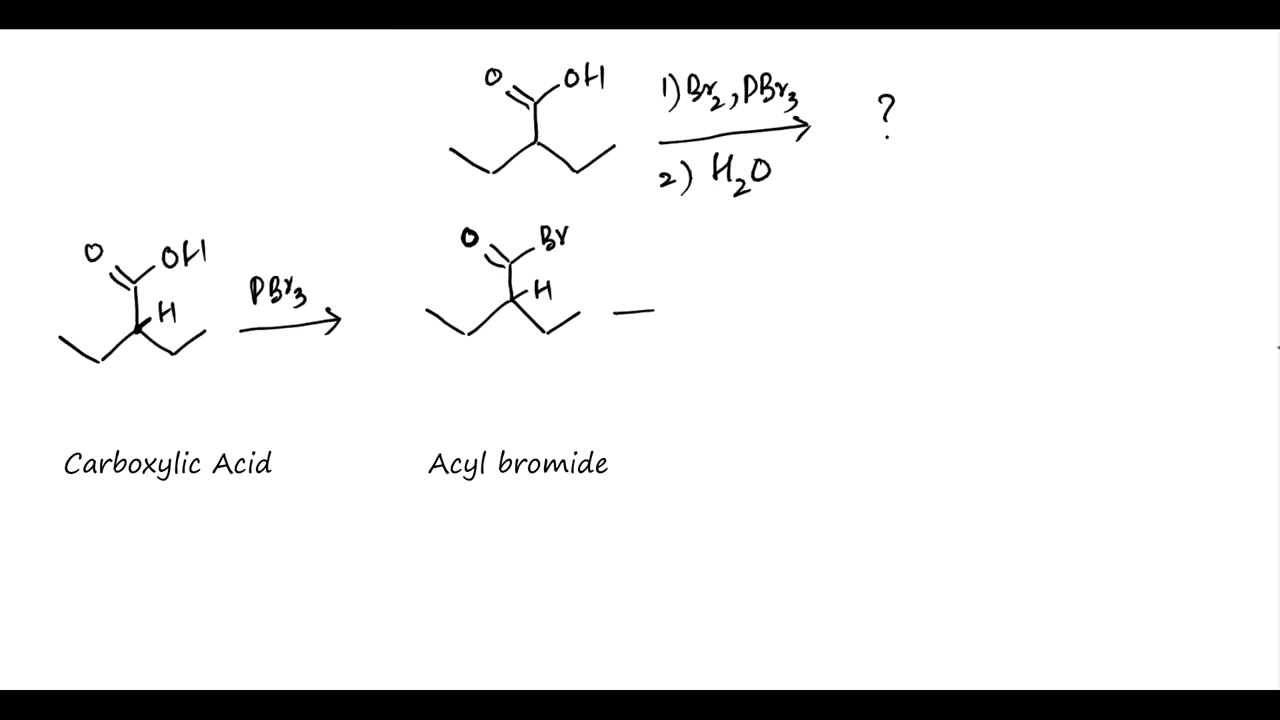 O OH 1) Br2, PBr3 ?
2) H2O
O OH H PBr3 O Br H
Carboxylic Acid Acyl bromide